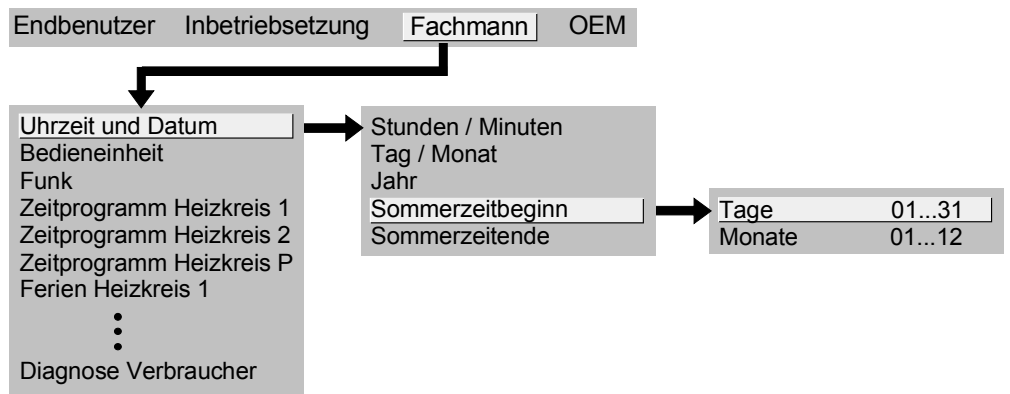 Endbenutzer Inbetriebsetzung Fachmann OEM
Uhrzeit und Datum
Bedieneinheit
Funk
Zeitprogramm Heizkreis 1
Zeitprogramm Heizkreis 2
Zeitprogramm Heizkreis P
Ferien Heizkreis 1
Diagnose Verbraucher
Stunden / Minuten
Tag / Monat
Jahr
Sommerzeitbeginn
Sommerzeitende
Tage 01...31
Monate 01...12